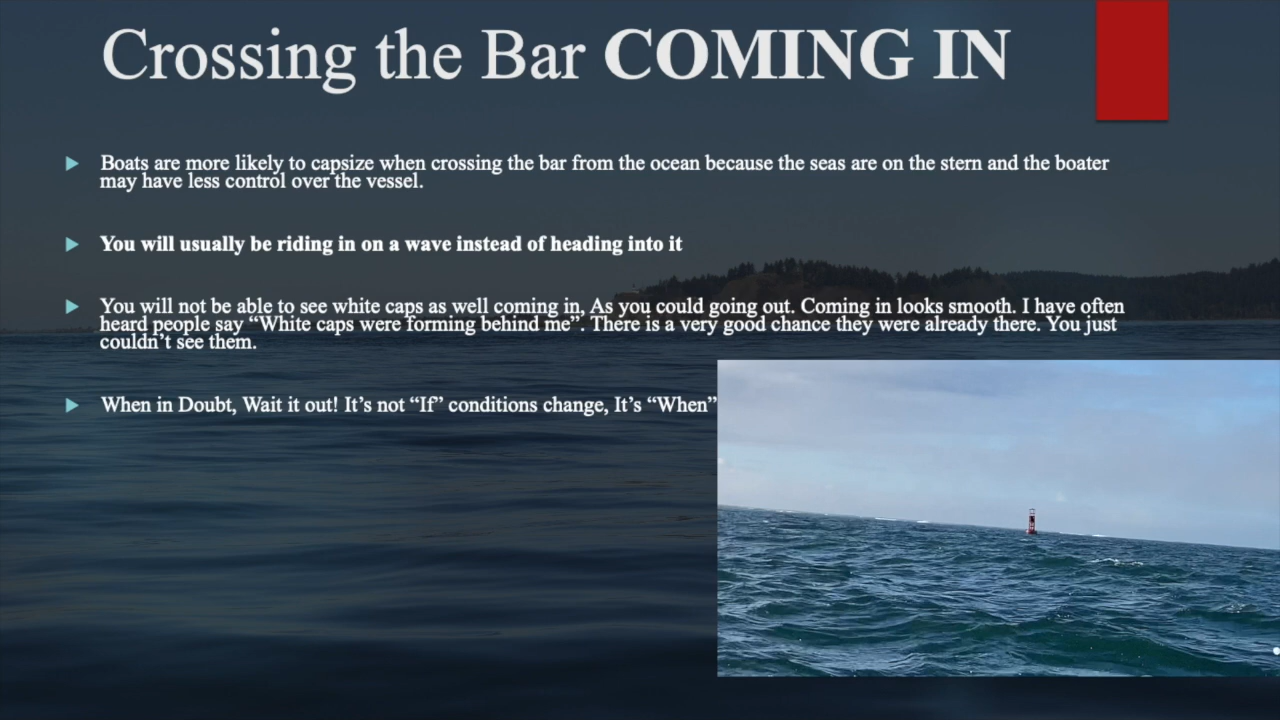 Crossing the Bar COMING IN
Boats are more likely to capsize when crossing the bar from the ocean because the seas are on the stern and the boater
may have less control over the vessel.
You will usually be riding in on a wave instead of heading into it
You will not be able to see white caps as well coming in, As you could going out. Coming in looks smooth. I have often
heard people say “White caps were forming behind me”. There is a very good chance they were already there. You just
couldn’t see them.
When in Doubt, Wait it out! It’s not “If” conditions change, It’s “When”